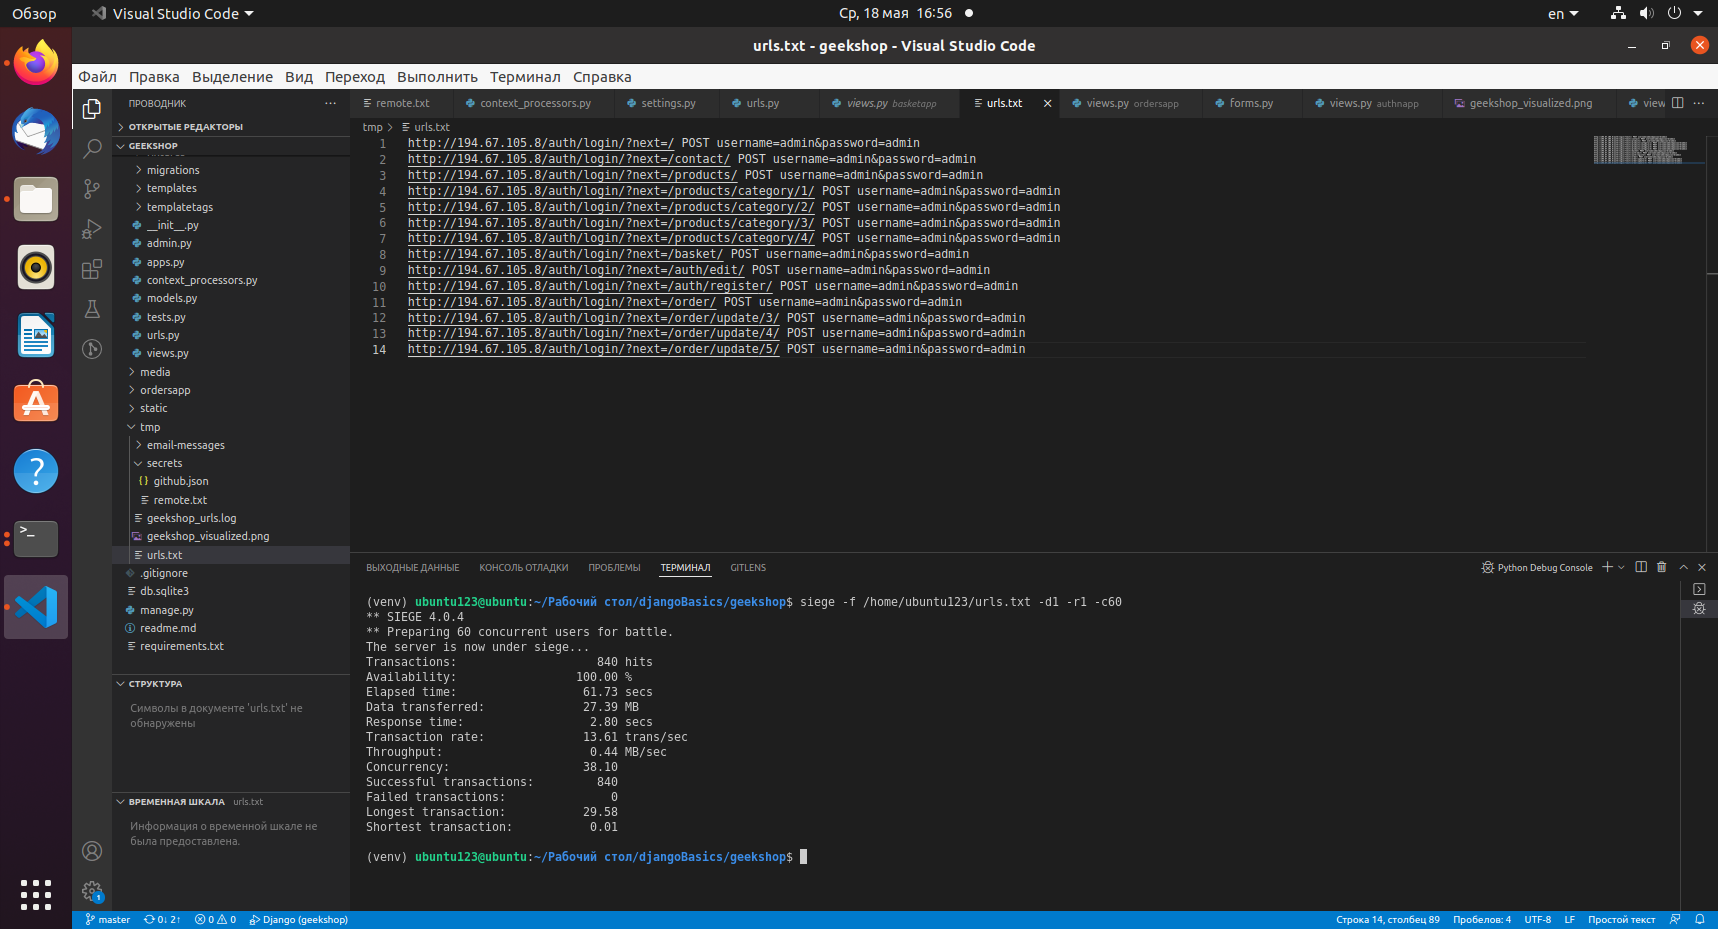 Обзор
Visual Studio Code
Ср, 18 мая 16:56
en
urls.txt - geekshop - Visual Studio Code
Файл Правка Выделение Вид Переход Выполнить Терминал Справка
ПРОВОДНИК
ОТКРЫТЫЕ РЕДАКТОРЫ
GEEKSHOP
migrations
templates
templatetags
__init__.py
admin.py
apps.py
context_processors.py
models.py
tests.py
urls.py
views.py
media
ordersapp
static
tmp
email-messages
secrets
github.json
remote.txt
geekshop_urls.log
geekshop_visualized.png
urls.txt
.gitignore
db.sqlite3
manage.py
readme.md
requirements.txt
СТРУКТУРА
Символы в документе 'urls.txt' не
обнаружены
ВРЕМЕННАЯ ШКАЛА urls.txt
Информация о временной шкале не
была предоставлена.
remote.txt context_processors.py settings.py urls.py views.py basketapp urls.txt views.py ordersapp forms.py views.py authnapp geekshop_visualized.png view
tmp > urls.txt
1 http://194.67.105.8/auth/login/?next=/ POST username=admin&password=admin
2 http://194.67.105.8/auth/login/?next=/contact/ POST username=admin&password=admin
3 http://194.67.105.8/auth/login/?next=/products/ POST username=admin&password=admin
4 http://194.67.105.8/auth/login/?next=/products/category/1/ POST username=admin&password=admin
5 http://194.67.105.8/auth/login/?next=/products/category/2/ POST username=admin&password=admin
6 http://194.67.105.8/auth/login/?next=/products/category/3/ POST username=admin&password=admin
7 http://194.67.105.8/auth/login/?next=/products/category/4/ POST username=admin&password=admin
8 http://194.67.105.8/auth/login/?next=/basket/ POST username=admin&password=admin
9 http://194.67.105.8/auth/login/?next=/auth/edit/ POST username=admin&password=admin
10 http://194.67.105.8/auth/login/?next=/auth/register/ POST username=admin&password=admin
11 http://194.67.105.8/auth/login/?next=/order/ POST username=admin&password=admin
12 http://194.67.105.8/auth/login/?next=/order/update/3/ POST username=admin&password=admin
13 http://194.67.105.8/auth/login/?next=/order/update/4/ POST username=admin&password=admin
14 http://194.67.105.8/auth/login/?next=/order/update/5/ POST username=admin&password=admin
ВЫХОДНЫЕ ДАННЫЕ КОНСОЛЬ ОТЛАДКИ ПРОБЛЕМЫ ТЕРМИНАЛ GITLENS
Python Debug Console
(venv) ubuntu123@ubuntu:~/Рабочий стол/djangoBasics/geekshop$ siege -f /home/ubuntu123/urls.txt -d1 -r1 -c60
** SIEGE 4.0.4
** Preparing 60 concurrent users for battle.
The server is now under siege...
Transactions: 840 hits
Availability: 100.00 %
Elapsed time: 61.73 secs
Data transferred: 27.39 MB
Response time: 2.80 secs
Transaction rate: 13.61 trans/sec
Throughput: 0.44 MB/sec
Concurrency: 38.10
Successful transactions: 840
Failed transactions: 0
Longest transaction: 29.58
Shortest transaction: 0.01
(venv) ubuntu123@ubuntu:~/Рабочий стол/djangoBasics/geekshop$
1
master 0↓ 2↑ 0 0 Django (geekshop)
Строка 14, столбец 89 Пробелов: 4 UTF-8 LF Простой текст